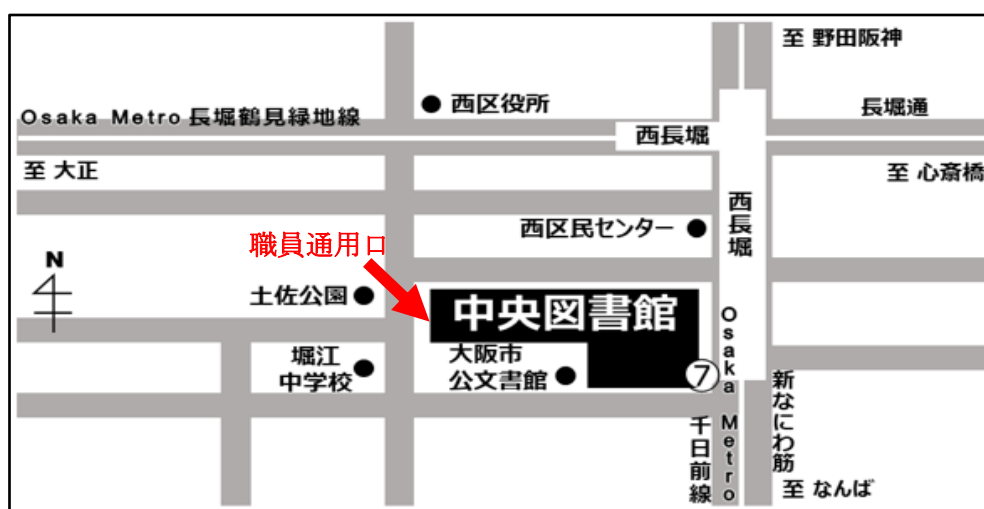 至 野田阪神
西区役所
長堀通
Osaka Metro 長堀鶴見緑地線
西長堀
至 大正
至 心斎橋
西長堀
西区民センター
職員通用口
N
土佐公園
中央図書館
堀江
中学校
大阪市
公文書館
⑦
Osaka Metro
千日前線
新なにわ筋
至 なんば